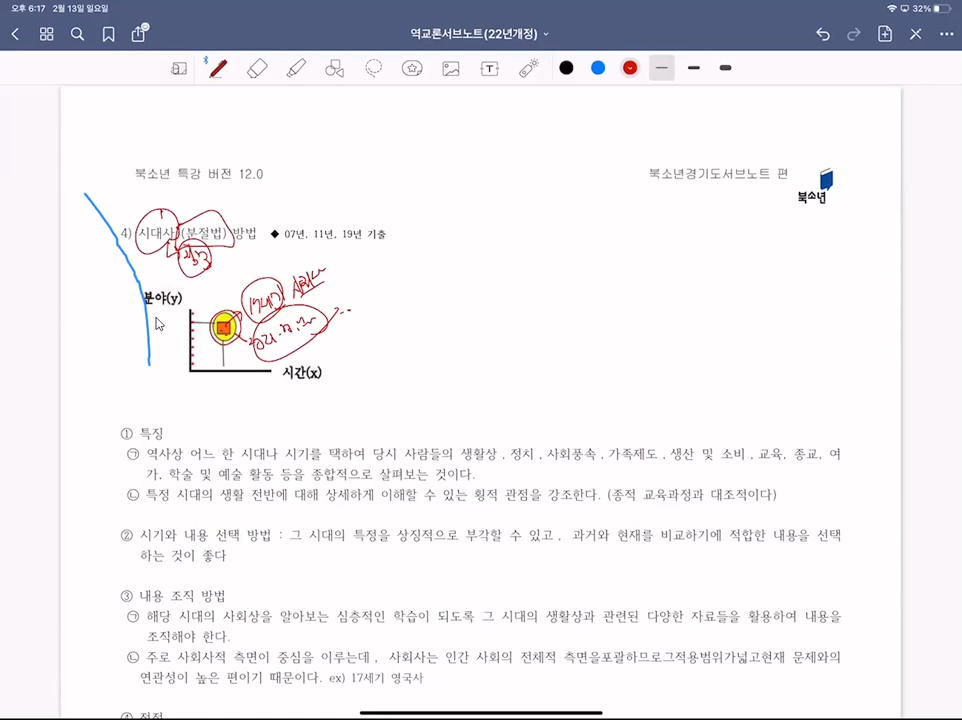 오후 6:17 2월 13일 일요일
32%
역교론서브노트(22년개정)
북소년 특강 버전 12.0
북소년경기도서브노트 편
북소년
4) 시대사 (분절법) 방법 ◆ 07년, 11년, 19년 기출
분야(y)
시간(x)
① 특징
㉠ 역사상 어느 한 시대나 시기를 택하여 당시 사람들의 생활상, 정치, 사회풍속, 가족제도, 생산 및 소비, 교육, 종교, 여
가, 학술 및 예술 활동 등을 종합적으로 살펴보는 것이다.
㉡ 특정 시대의 생활 전반에 대해 상세하게 이해할 수 있는 횡적 관점을 강조한다. (종적 교육과정과 대조적이다)
② 시기와 내용 선택 방법 : 그 시대의 특정을 상징적으로 부각할 수 있고, 과거와 현재를 비교하기에 적합한 내용을 선택
하는 것이 좋다
③ 내용 조직 방법
㉠ 해당 시대의 사회상을 알아보는 심층적인 학습이 되도록 그 시대의 생활상과 관련된 다양한 자료들을 활용하여 내용을
조직해야 한다.
㉡ 주로 사회사적 측면이 중심을 이루는데, 사회사는 인간 사회의 전체적 측면을포괄하므로그적용범위가넓고현재 문제와의
연관성이 높은 편이기 때문이다. ex) 17세기 영국사